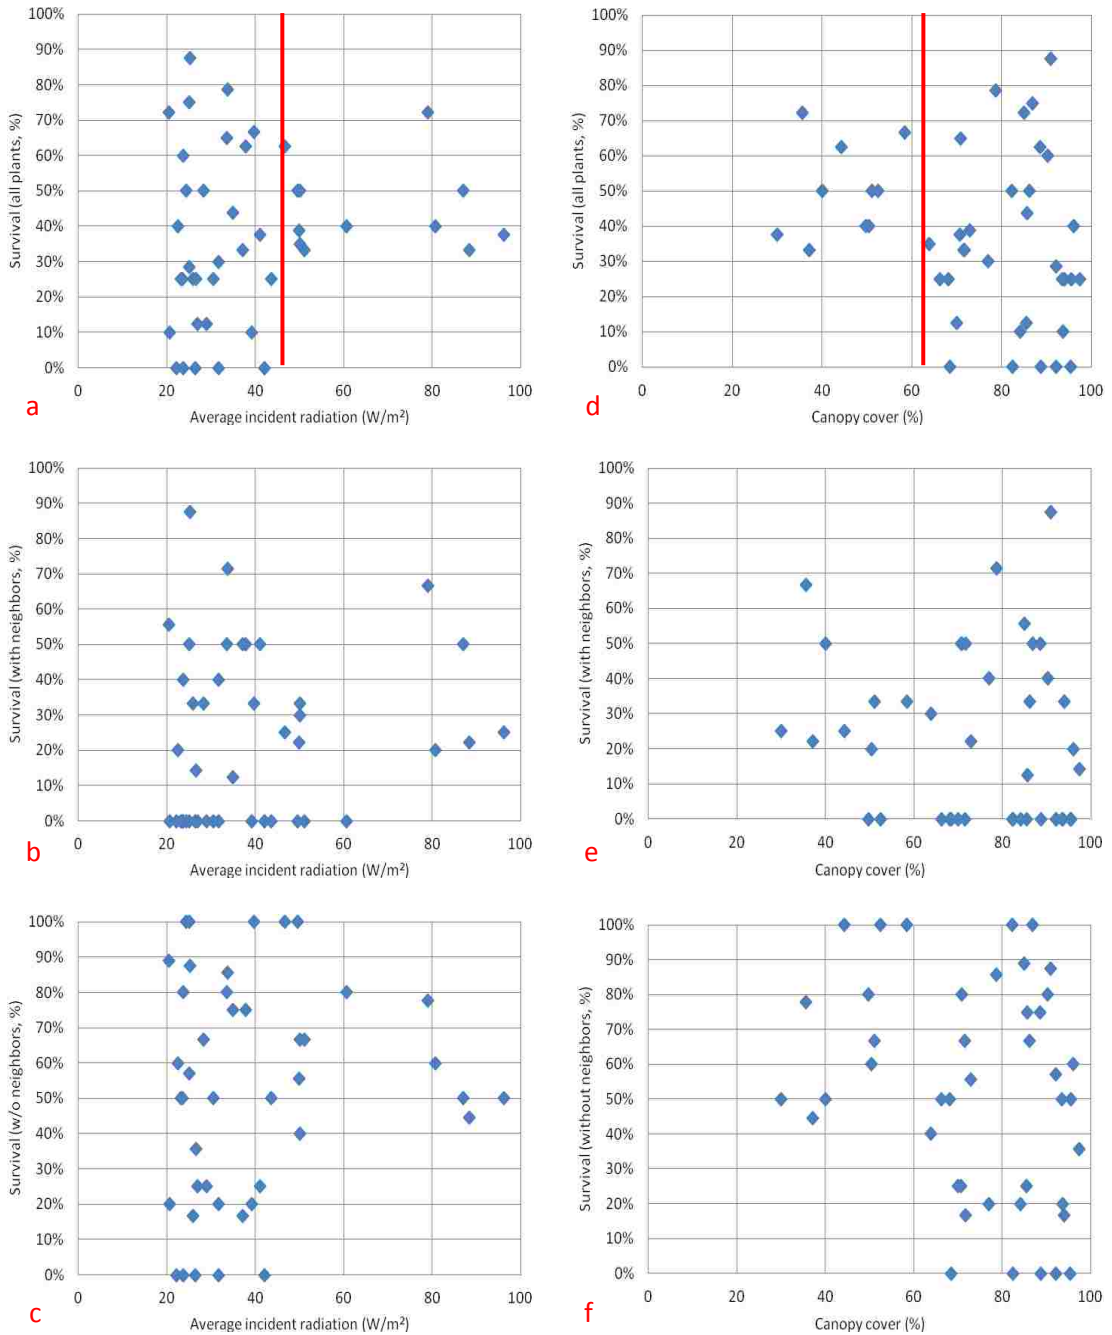 100%
90%
80%
70%
60%
50%
40%
30%
20%
10%
0%
Survival (all plants, %)
0 20 40 60 80 100
Average incident radiation (W/m²)
a
100%
90%
80%
70%
60%
50%
40%
30%
20%
10%
0%
Survival (all plants, %)
0 20 40 60 80 100
Canopy cover (%)
d
100%
90%
80%
70%
60%
50%
40%
30%
20%
10%
0%
Survival (with neighbors, %)
0 20 40 60 80 100
Average incident radiation (W/m²)
b
100%
90%
80%
70%
60%
50%
40%
30%
20%
10%
0%
Survival (with neighbors, %)
0 20 40 60 80 100
Canopy cover (%)
e
100%
90%
80%
70%
60%
50%
40%
30%
20%
10%
0%
Survival (w/o neighbors, %)
0 20 40 60 80 100
Average incident radiation (W/m²)
c
100%
90%
80%
70%
60%
50%
40%
30%
20%
10%
0%
Survival (without neighbors, %)
0 20 40 60 80 100
Canopy cover (%)
f